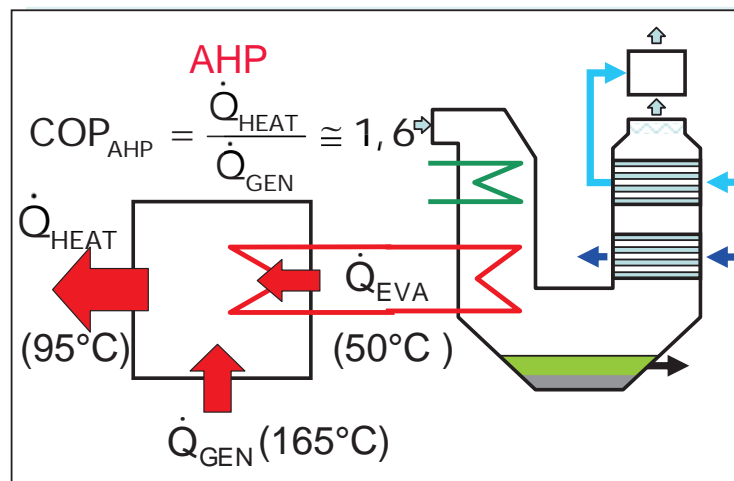 AHP
COP_AHP = Q̇_HEAT / Q̇_GEN ≅ 1,6
Q̇_HEAT
Q̇_EVA
(95°C)
(50°C )
Q̇_GEN (165°C)